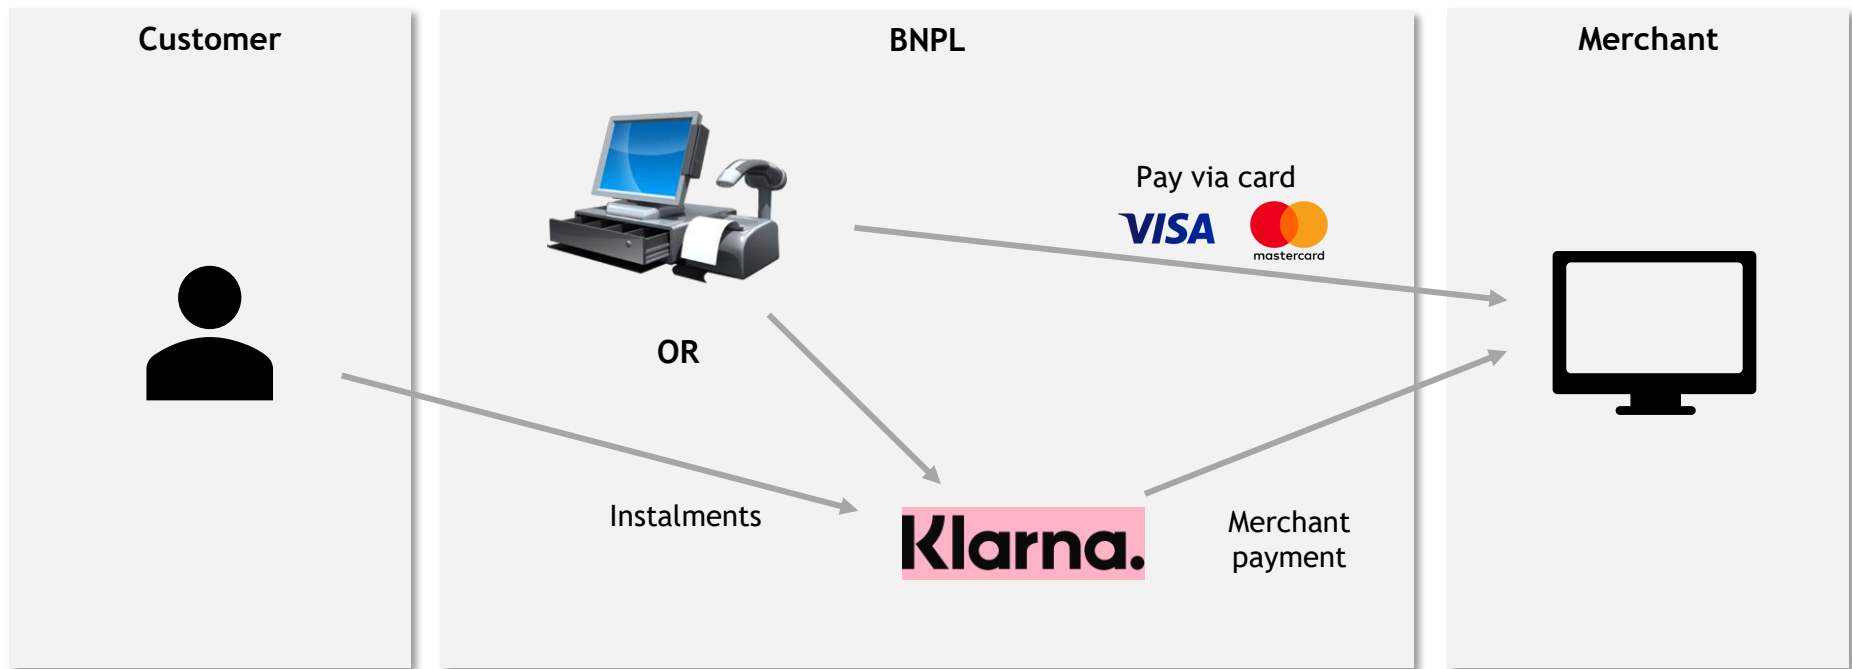 Customer
BNPL
Merchant
Pay via card
VISA
mastercard
OR
Instalments
Klarna.
Merchant
payment